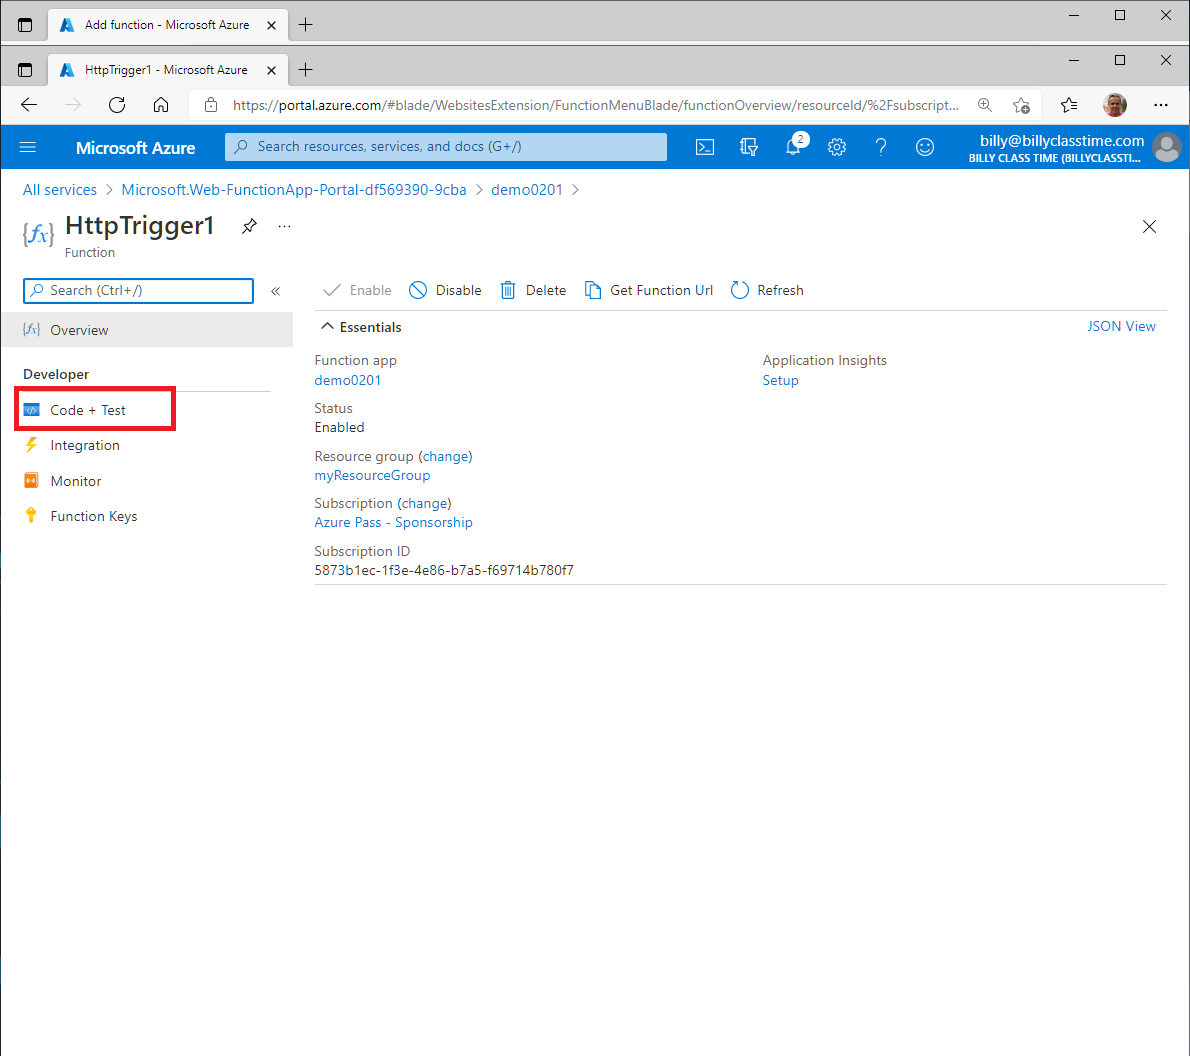 Add function - Microsoft Azure
HttpTrigger1 - Microsoft Azure
https://portal.azure.com/#blade/WebsitesExtension/FunctionMenuBlade/functionOverview/resourceId/%2Fsubscript...
Microsoft Azure
Search resources, services, and docs (G+/)
2
billy@billyclasstime.com
BILLY CLASS TIME (BILLYCLASSTI...
All services > Microsoft.Web-FunctionApp-Portal-df569390-9cba > demo0201 >
{fx}
HttpTrigger1
...
Function
Search (Ctrl+/)
«
Enable
Disable
Delete
Get Function Url
Refresh
{fx} Overview
Essentials
JSON View
Developer
Code + Test
Integration
Monitor
Function Keys
Function app
demo0201
Application Insights
Setup
Status
Enabled
Resource group (change)
myResourceGroup
Subscription (change)
Azure Pass - Sponsorship
Subscription ID
5873b1ec-1f3e-4e86-b7a5-f69714b780f7